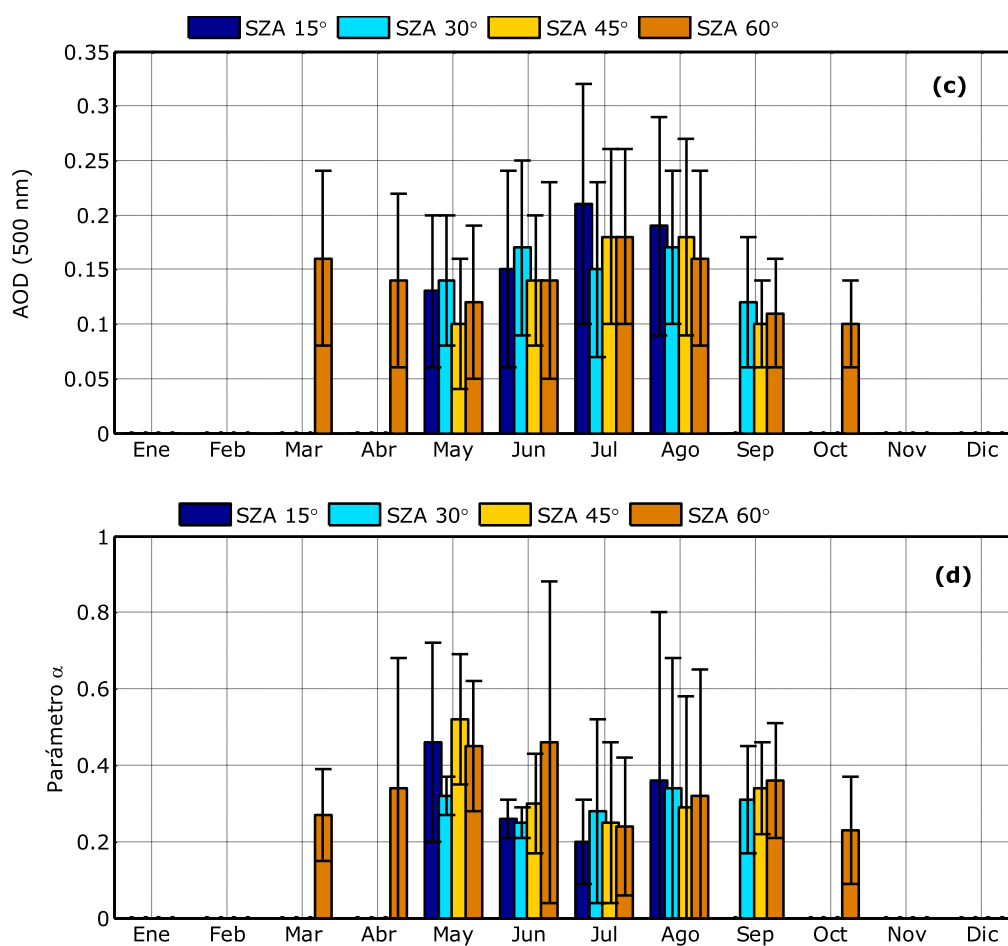 SZA 15° SZA 30° SZA 45° SZA 60°
0.35
(c)
0.3
0.25
0.2
0.15
0.1
0.05
0
AOD (500 nm)
Ene Feb Mar Abr May Jun Jul Ago Sep Oct Nov Dic
SZA 15° SZA 30° SZA 45° SZA 60°
1
(d)
0.8
0.6
0.4
0.2
0
Parámetro α
Ene Feb Mar Abr May Jun Jul Ago Sep Oct Nov Dic